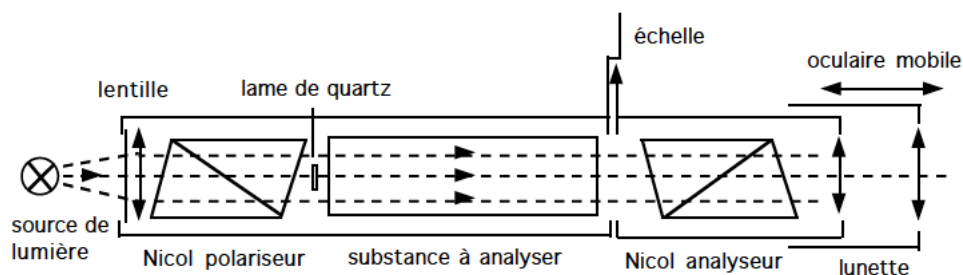 échelle
oculaire mobile
lame de quartz
lentille
source de
lumière
Nicol polariseur
substance à analyser
Nicol analyseur
lunette